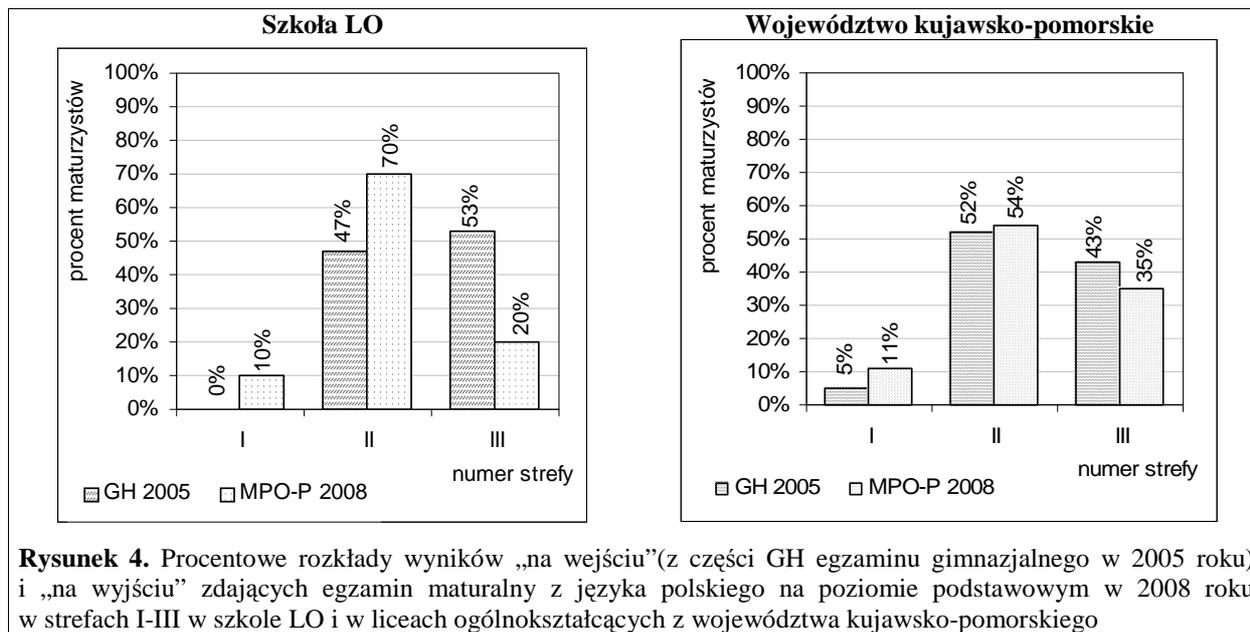 Szkoła LO
procent maturzystów
100%
90%
80%
70%
60%
50%
40%
30%
20%
10%
0%
0%
10%
47%
70%
53%
20%
I II III
numer strefy
GH 2005 MPO-P 2008
Województwo kujawsko-pomorskie
procent maturzystów
100%
90%
80%
70%
60%
50%
40%
30%
20%
10%
0%
5%
11%
52%
54%
43%
35%
I II III
numer strefy
GH 2005 MPO-P 2008
Rysunek 4. Procentowe rozkłady wyników „na wejściu”(z części GH egzaminu gimnazjalnego w 2005 roku)
i „na wyjściu” zdających egzamin maturalny z języka polskiego na poziomie podstawowym w 2008 roku
w strefach I-III w szkole LO i w liceach ogólnokształcących z województwa kujawsko-pomorskiego